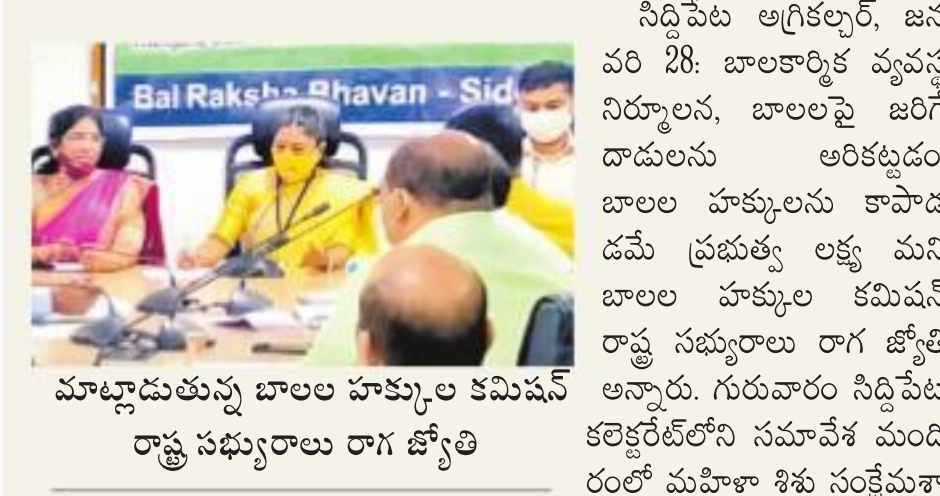 Bal Raksha Bhavan - Sid
మాట్లాడుతున్న బాలల హక్కుల కమిషన్
రాష్ట్ర సభ్యురాలు రాగ జ్యోతి
సిద్దిపేట అగ్రికల్చర్, జన
వరి 28: బాలకార్మిక వ్యవస్థ
నిర్మూలన, బాలలపై జరిగే
దాడులను అరికట్టడం
బాలల హక్కులను కాపాడ
డమే ప్రభుత్వ లక్ష్య మని
బాలల హక్కుల కమిషన్
రాష్ట్ర సభ్యురాలు రాగ జ్యోతి
అన్నారు. గురువారం సిద్దిపేట
కలెక్టరేట్‌లోని సమావేశ మంది
రంలో మహిళా శిశు సంక్షేమశా